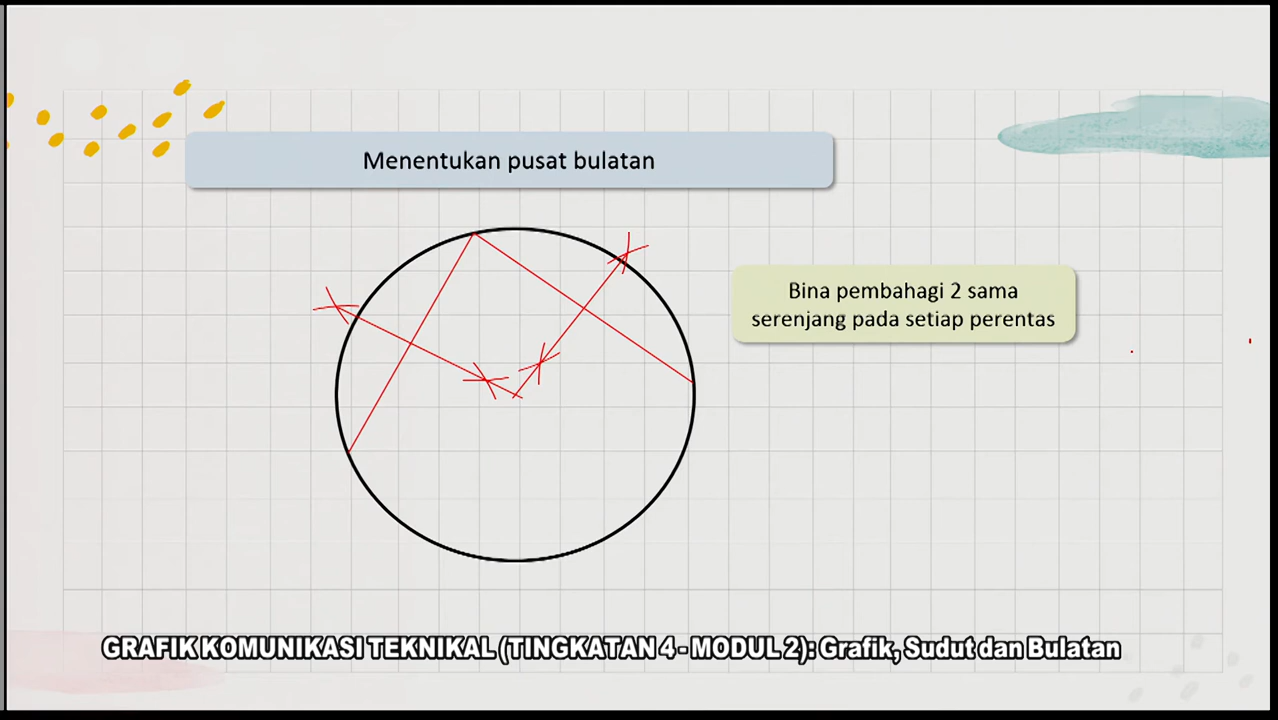 Menentukan pusat bulatan
Bina pembahagi 2 sama
serenjang pada setiap perentas
GRAFIK KOMUNIKASI TEKNIKAL (TINGKATAN 4 - MODUL 2): Grafik, Sudut dan Bulatan